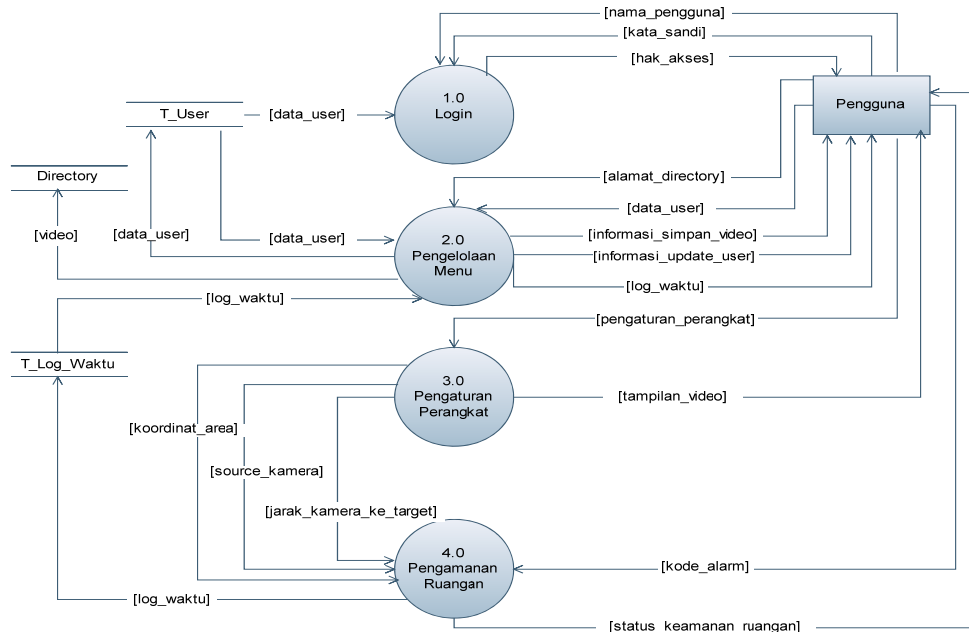 [nama_pengguna]
[kata_sandi]
[hak_akses]
1.0
Login
Pengguna
T_User
[data_user]
Directory
[alamat_directory]
[data_user]
[video]
[data_user]
[data_user]
2.0
Pengelolaan
Menu
[informasi_simpan_video]
[informasi_update_user]
[log_waktu]
[log_waktu]
[pengaturan_perangkat]
T_Log_Waktu
3.0
Pengaturan
Perangkat
[tampilan_video]
[koordinat_area]
[source_kamera]
[jarak_kamera_ke_target]
4.0
Pengamanan
Ruangan
[kode_alarm]
[log_waktu]
[status_keamanan_ruangan]